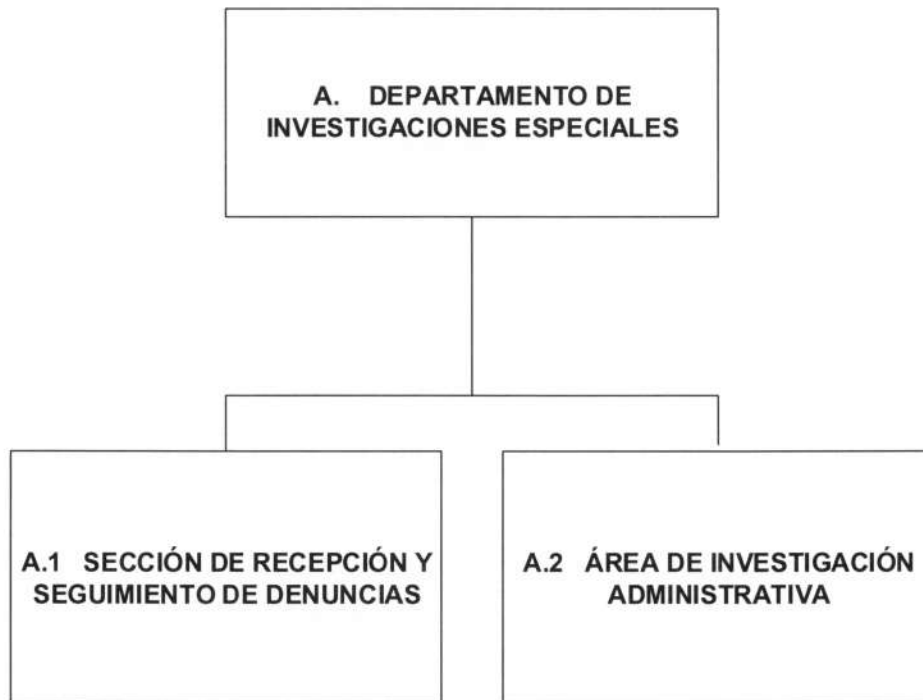 A. DEPARTAMENTO DE
INVESTIGACIONES ESPECIALES
A.1 SECCIÓN DE RECEPCIÓN Y
SEGUIMIENTO DE DENUNCIAS
A.2 ÁREA DE INVESTIGACIÓN
ADMINISTRATIVA